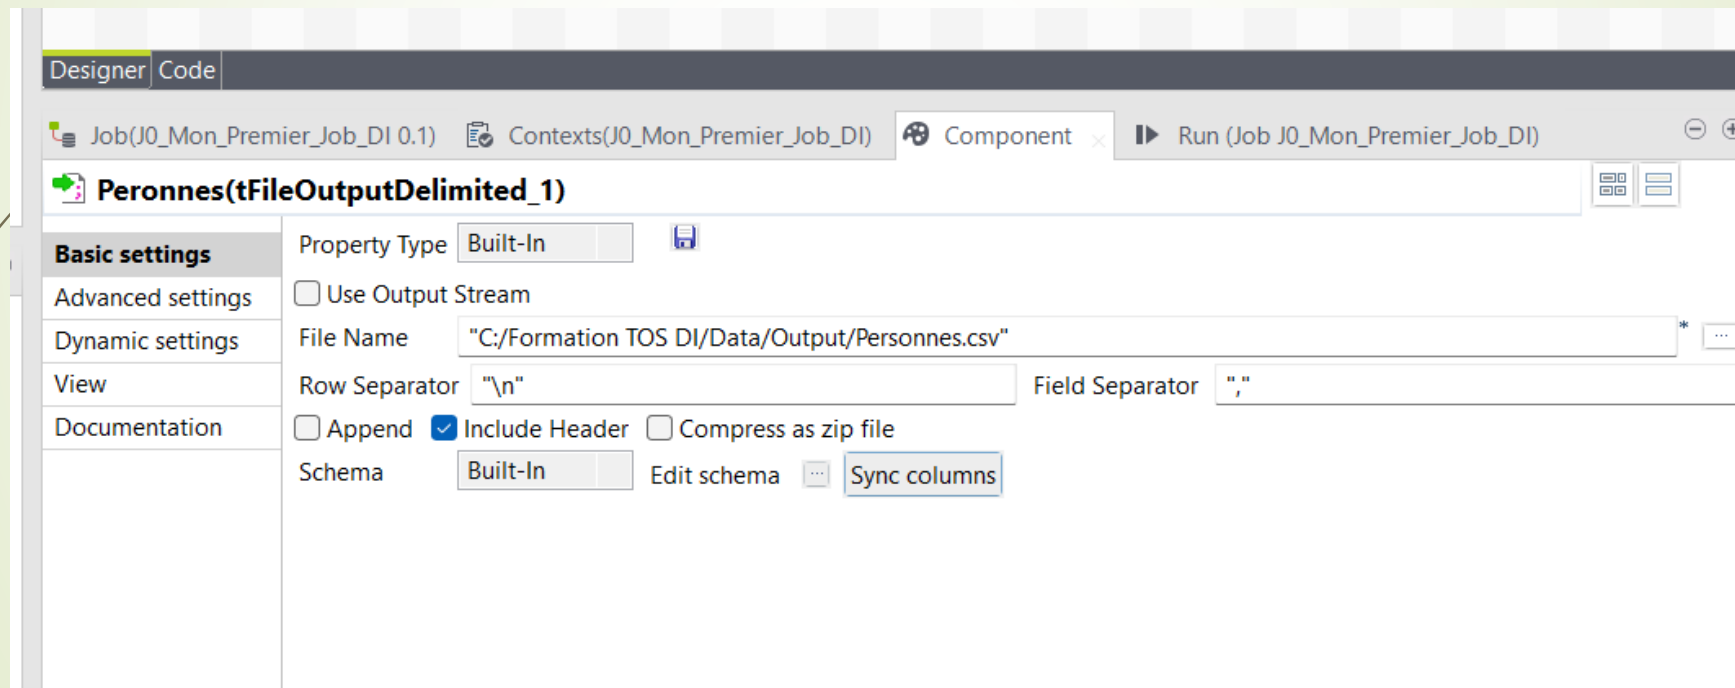 Designer Code
Job(J0_Mon_Premier_Job_DI 0.1) Contexts(J0_Mon_Premier_Job_DI) Component Run (Job J0_Mon_Premier_Job_DI)
Peronnes(tFileOutputDelimited_1)
Basic settings
Advanced settings
Dynamic settings
View
Documentation
Property Type Built-In
Use Output Stream
File Name "C:/Formation TOS DI/Data/Output/Personnes.csv" * ...
Row Separator "\n" Field Separator ","
Append Include Header Compress as zip file
Schema Built-In Edit schema ... Sync columns